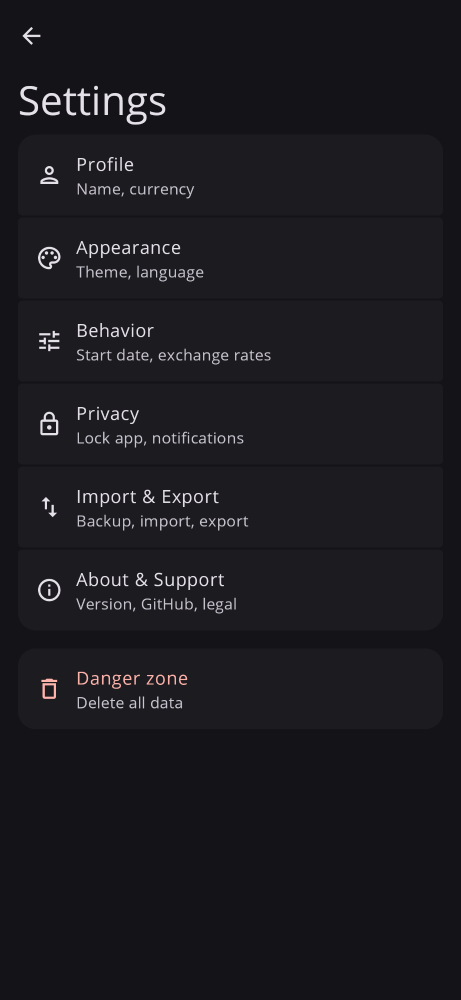 Settings
Profile
Name, currency
Appearance
Theme, language
Behavior
Start date, exchange rates
Privacy
Lock app, notifications
Import & Export
Backup, import, export
About & Support
Version, GitHub, legal
Danger zone
Delete all data